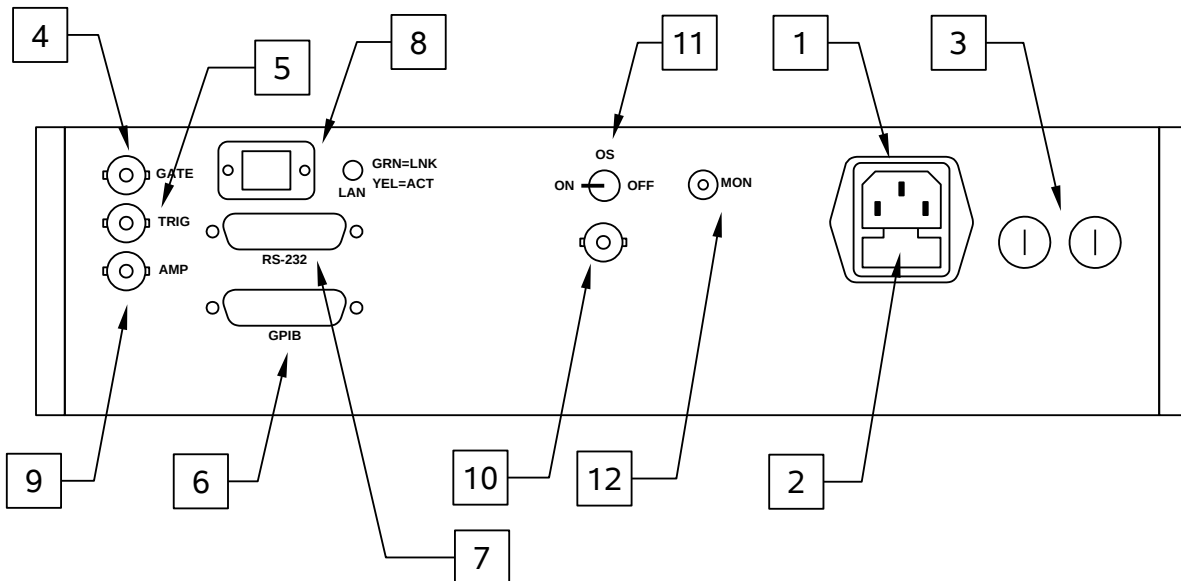 4
5
8
11
1
3
GATE
TRIG
AMP
GRN=LNK
YEL=ACT
LAN
RS-232
GPIB
OS
ON
OFF
MON
9
6
7
10
12
2